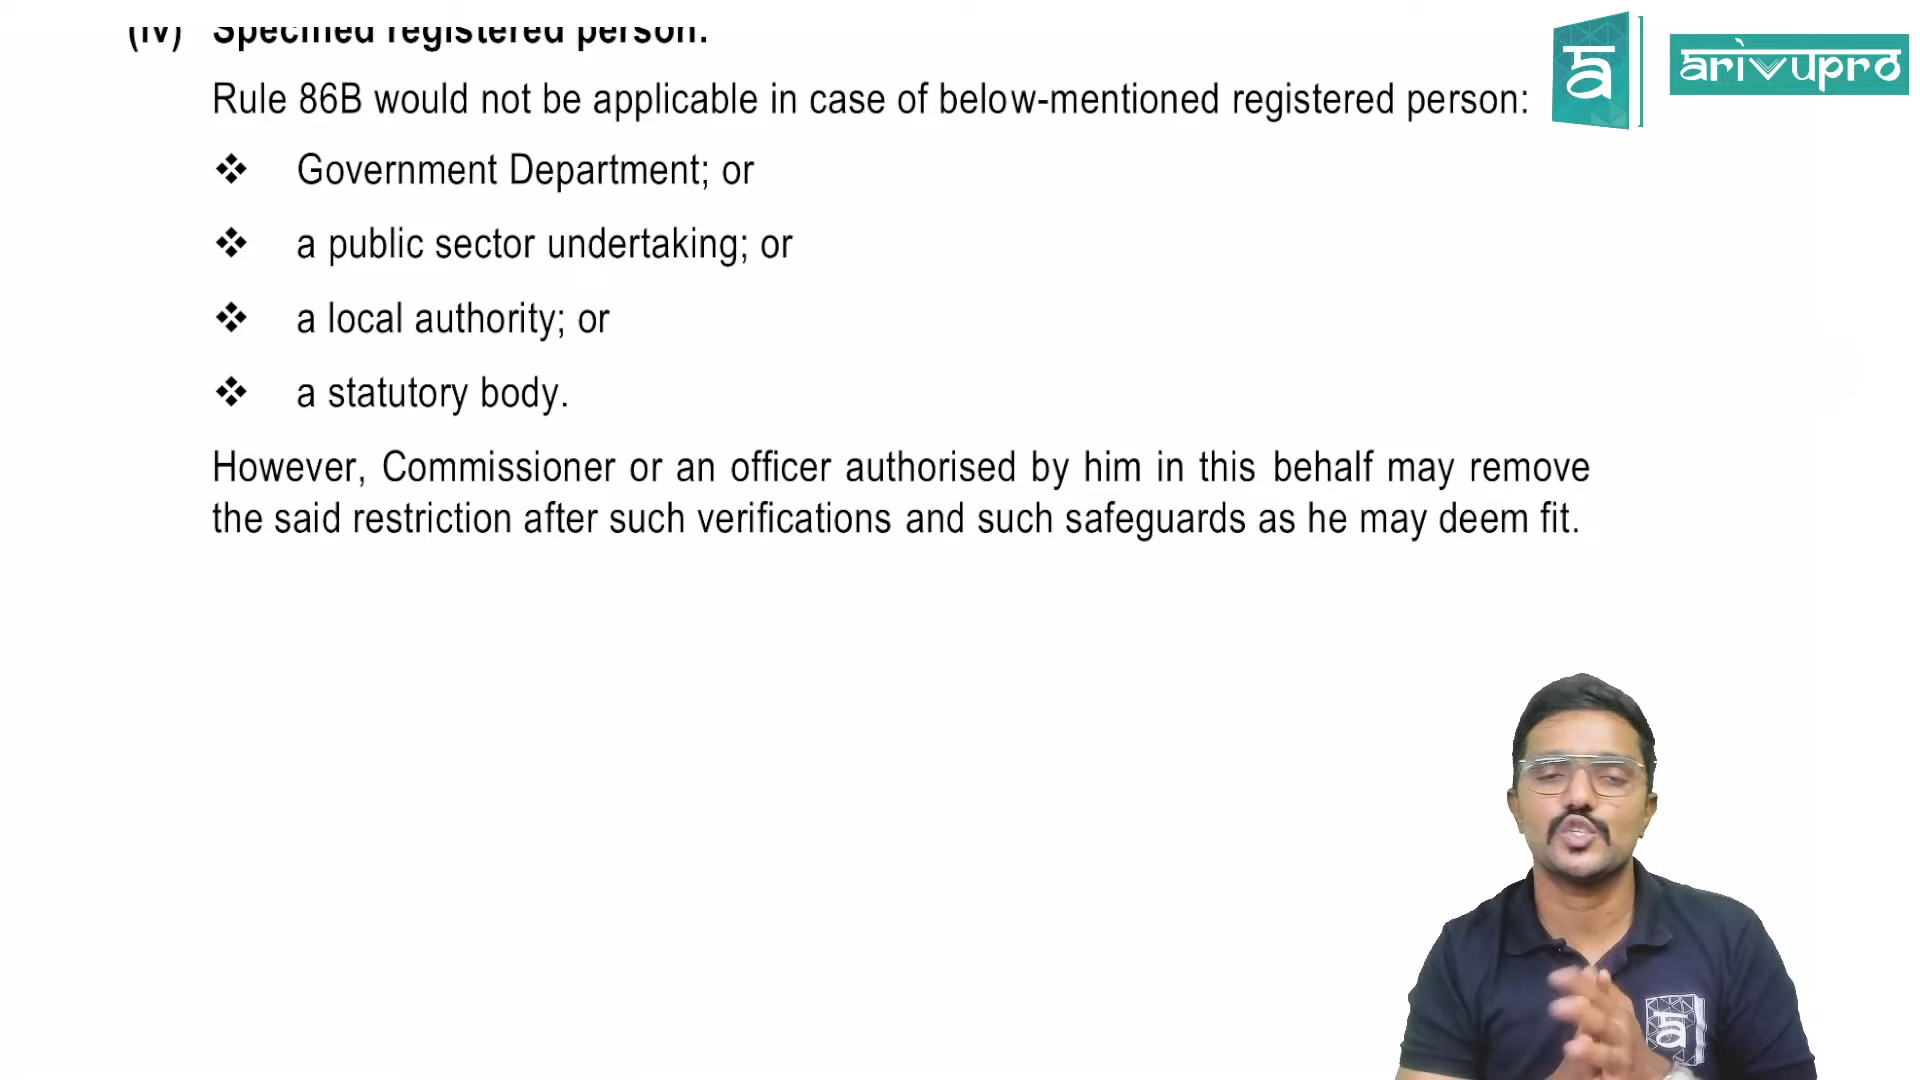 (iv) Specified registered person:
arivupro
Rule 86B would not be applicable in case of below-mentioned registered person:
❖ Government Department; or
❖ a public sector undertaking; or
❖ a local authority; or
❖ a statutory body.
However, Commissioner or an officer authorised by him in this behalf may remove
the said restriction after such verifications and such safeguards as he may deem fit.